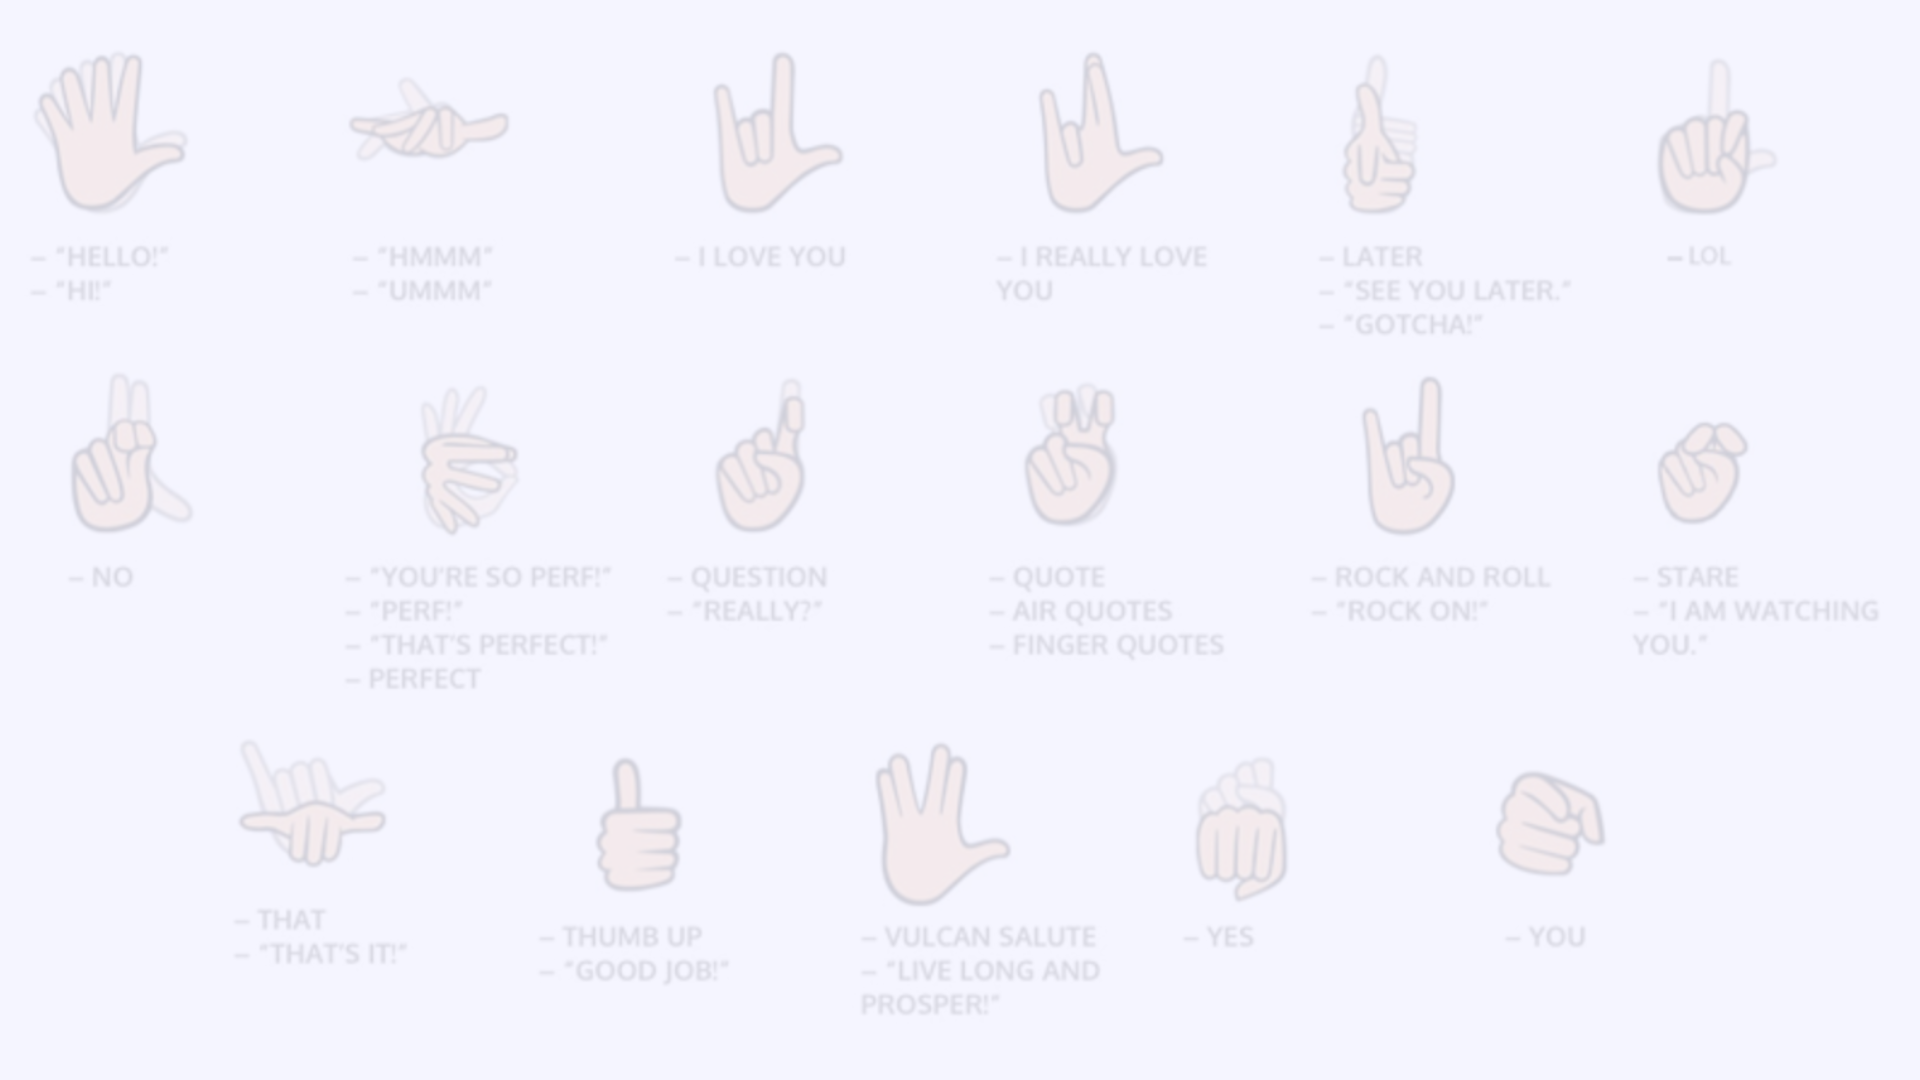 – "HELLO!"
– "HI!"
– "HMMM"
– "UMMM"
– I LOVE YOU
– I REALLY LOVE
YOU
– LATER
– "SEE YOU LATER."
– "GOTCHA!"
– LOL
– NO
– "YOU'RE SO PERF!"
– "PERF!"
– "THAT'S PERFECT!"
– PERFECT
– QUESTION
– "REALLY?"
– QUOTE
– AIR QUOTES
– FINGER QUOTES
– ROCK AND ROLL
– "ROCK ON!"
– STARE
– "I AM WATCHING
YOU."
– THAT
– "THAT'S IT!"
– THUMB UP
– "GOOD JOB!"
– VULCAN SALUTE
– "LIVE LONG AND
PROSPER!"
– YES
– YOU